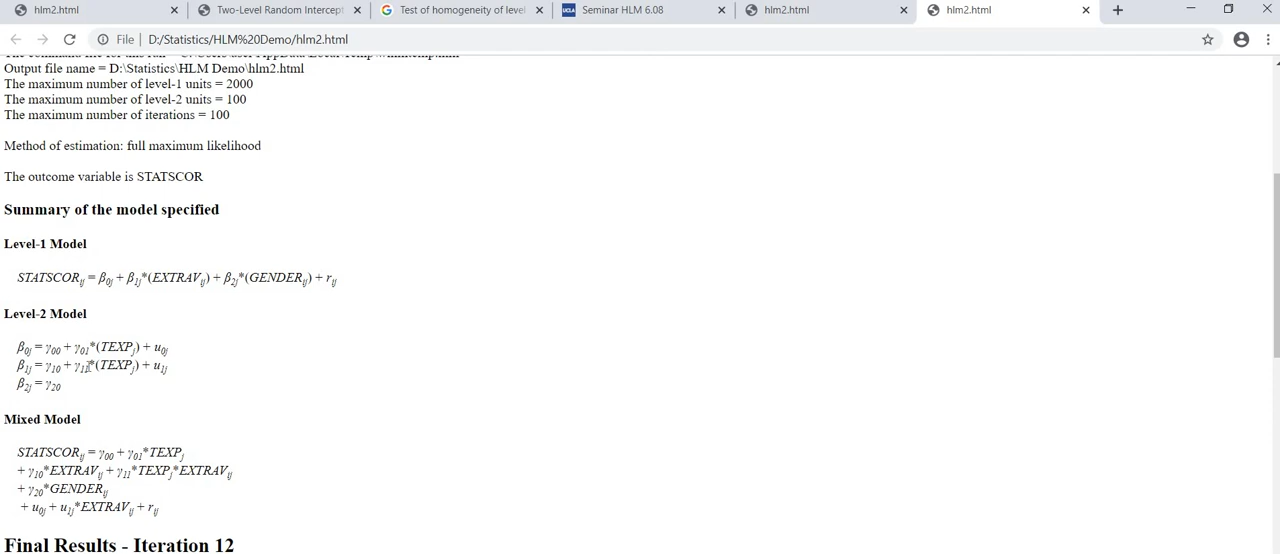 hlm2.html
Two-Level Random Intercept
Test of homogeneity of level
UCLA
Seminar HLM 6.08
hlm2.html
hlm2.html
File | D:/Statistics/HLM%20Demo/hlm2.html
Output file name = D:\Statistics\HLM Demo\hlm2.html
The maximum number of level-1 units = 2000
The maximum number of level-2 units = 100
The maximum number of iterations = 100
Method of estimation: full maximum likelihood
The outcome variable is STATSCOR
Summary of the model specified
Level-1 Model
STATSCORij = β0j + β1j*(EXTRAVij) + β2j*(GENDERij) + rij
Level-2 Model
β0j = γ00 + γ01*(TEXPj) + u0j
β1j = γ10 + γ11*(TEXPj) + u1j
β2j = γ20
Mixed Model
STATSCORij = γ00 + γ01*TEXPj
+ γ10*EXTRAVij + γ11*TEXPj*EXTRAVij
+ γ20*GENDERij
+ u0j + u1j*EXTRAVij + rij
Final Results - Iteration 12